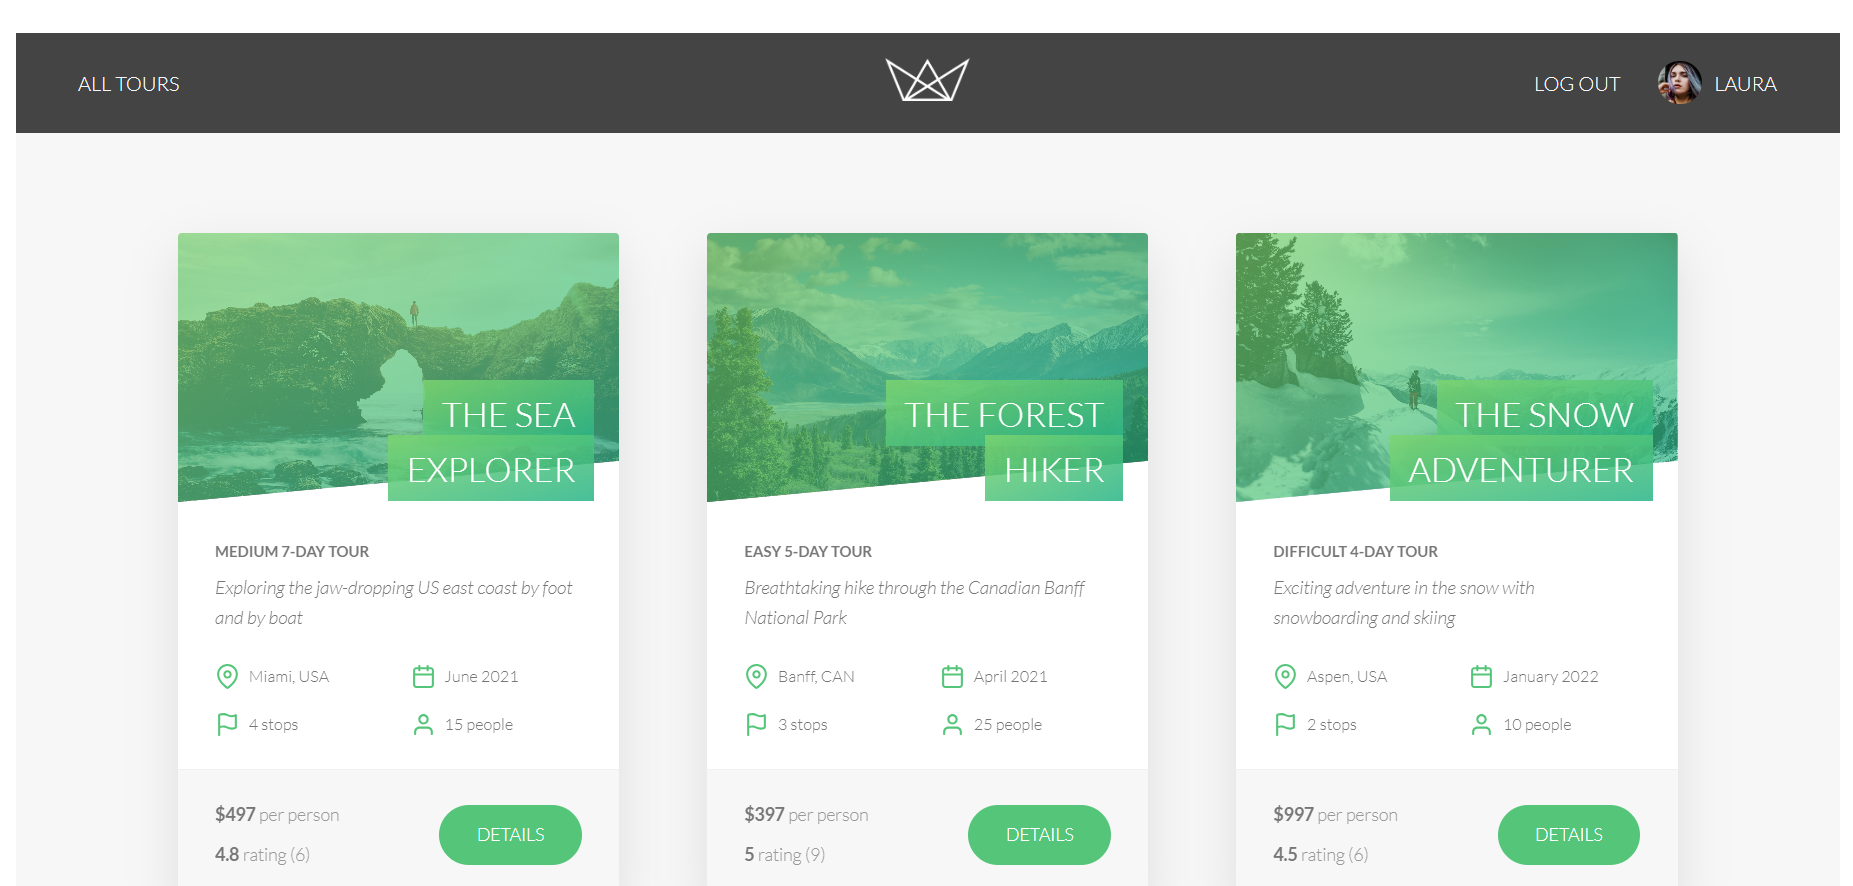 ALL TOURS
LOG OUT
LAURA
THE SEA
EXPLORER
MEDIUM 7-DAY TOUR
Exploring the jaw-dropping US east coast by foot
and by boat
Miami, USA
June 2021
4 stops
15 people
$497 per person
4.8 rating (6)
DETAILS
THE FOREST
HIKER
EASY 5-DAY TOUR
Breathtaking hike through the Canadian Banff
National Park
Banff, CAN
April 2021
3 stops
25 people
$397 per person
5 rating (9)
DETAILS
THE SNOW
ADVENTURER
DIFFICULT 4-DAY TOUR
Exciting adventure in the snow with
snowboarding and skiing
Aspen, USA
January 2022
2 stops
10 people
$997 per person
4.5 rating (6)
DETAILS